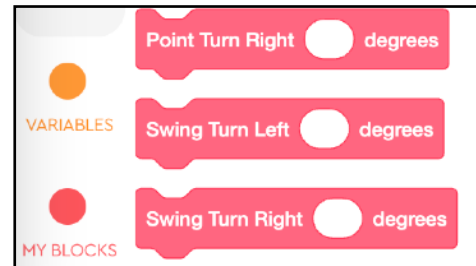 Point Turn Right degrees
VARIABLES
Swing Turn Left degrees
Swing Turn Right degrees
MY BLOCKS